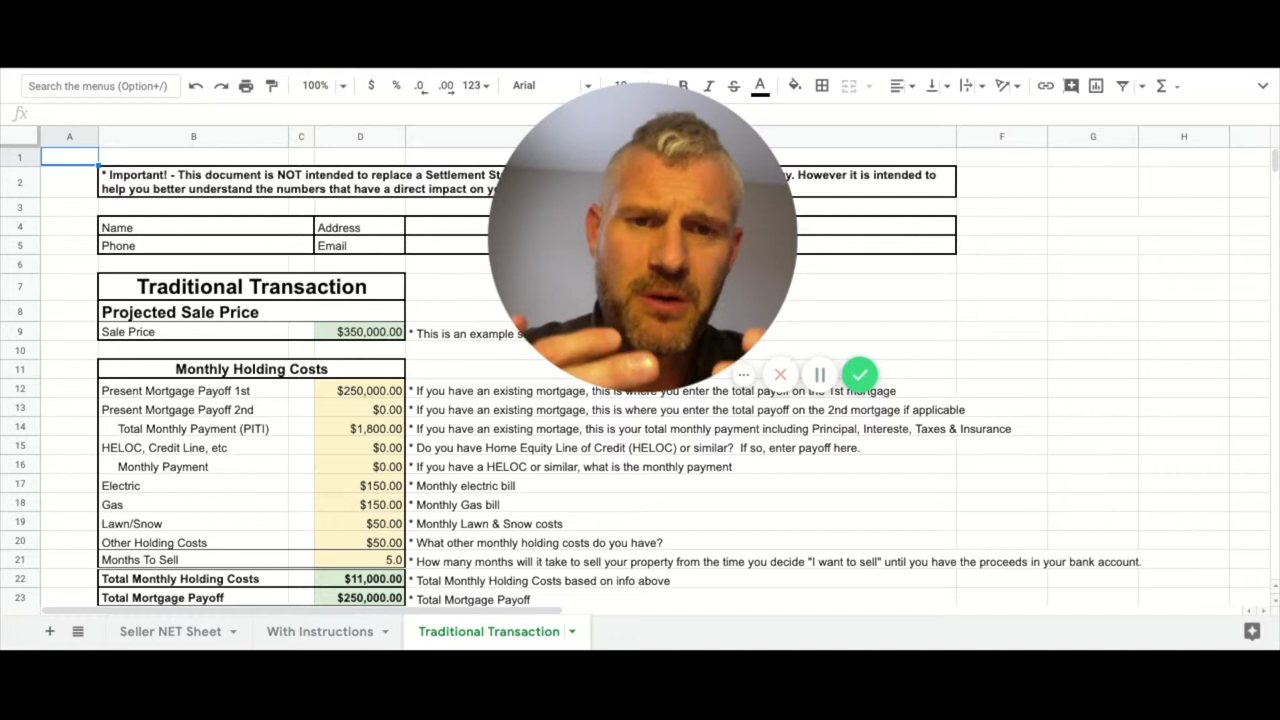 Search the menus (Option+/) 100% $ % .0 .00 123 Arial B I S A Σ
fx
A B C D F G H
1
2 * Important! - This document is NOT intended to replace a Settlement y. However it is intended to
help you better understand the numbers that have a direct impact on
3
4 Name Address
5 Phone Email
6
7 Traditional Transaction
8 Projected Sale Price
9 Sale Price $350,000.00 * This is an example
10
11 Monthly Holding Costs
12 Present Mortgage Payoff 1st $250,000.00 * If you have an existing mortgage, this is where you enter the total payoff on the 1st mortgage
13 Present Mortgage Payoff 2nd $0.00 * If you have an existing mortgage, this is where you enter the total payoff on the 2nd mortgage if applicable
14 Total Monthly Payment (PITI) $1,800.00 * If you have an existing mortage, this is your total monthly payment including Principal, Intereste, Taxes & Insurance
15 HELOC, Credit Line, etc $0.00 * Do you have Home Equity Line of Credit (HELOC) or similar? If so, enter payoff here.
16 Monthly Payment $0.00 * If you have a HELOC or similar, what is the monthly payment
17 Electric $150.00 * Monthly electric bill
18 Gas $150.00 * Monthly Gas bill
19 Lawn/Snow $50.00 * Monthly Lawn & Snow costs
20 Other Holding Costs $50.00 * What other monthly holding costs do you have?
21 Months To Sell 5.0 * How many months will it take to sell your property from the time you decide "I want to sell" until you have the proceeds in your bank account.
22 Total Monthly Holding Costs $11,000.00 * Total Monthly Holding Costs based on info above
23 Total Mortgage Payoff $250,000.00 * Total Mortgage Payoff
Seller NET Sheet With Instructions Traditional Transaction